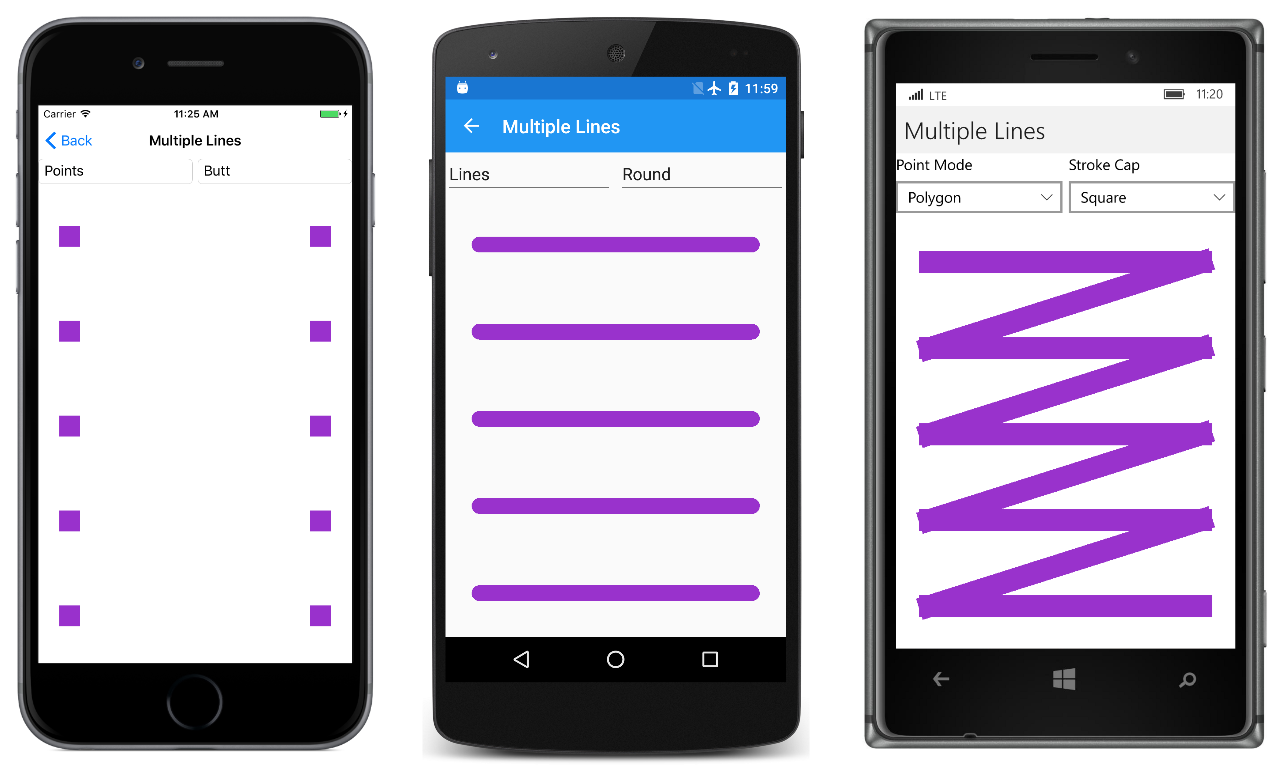 Carrier 11:25 AM
Back Multiple Lines
Points Butt
11:59
Multiple Lines
Lines Round
LTE 11:20
Multiple Lines
Point Mode Stroke Cap
Polygon Square